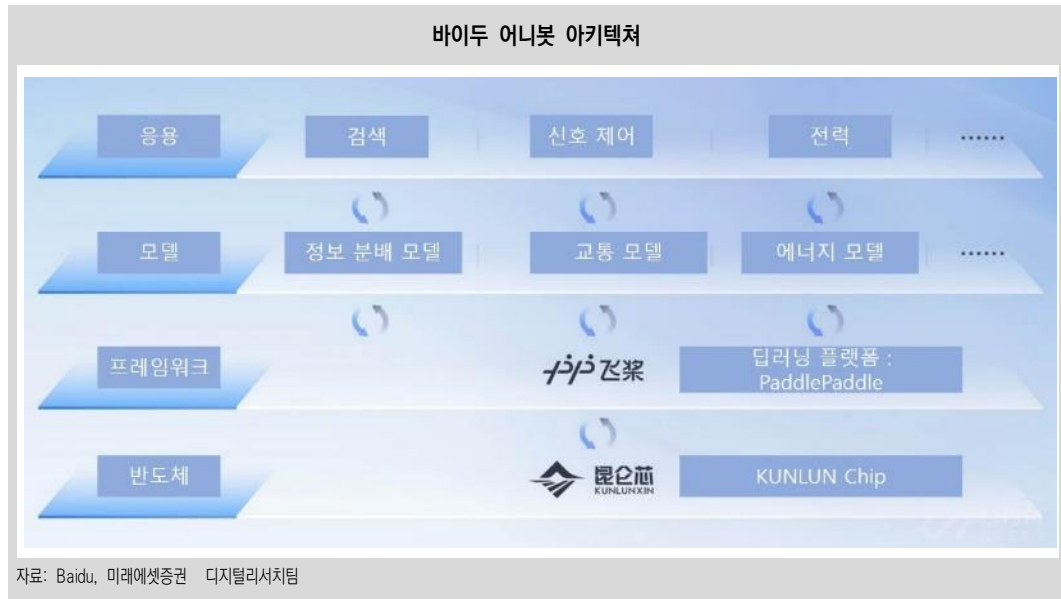 바이두 어니봇 아키텍쳐
응용 검색 신호 제어 전력 ······
모델 정보 분배 모델 교통 모델 에너지 모델 ······
프레임워크 飞桨 딥러닝 플랫폼 :
PaddlePaddle
반도체 昆仑芯 KUNLUN Chip
KUNLUNXIN
자료: Baidu, 미래에셋증권 디지털리서치팀